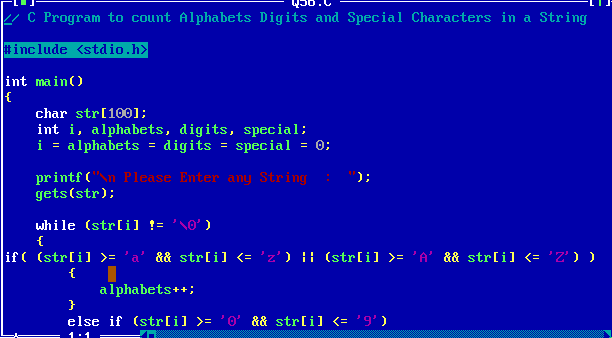 Q56.C
// C Program to count Alphabets Digits and Special Characters in a String
#include <stdio.h>
int main()
{
char str[100];
int i, alphabets, digits, special;
i = alphabets = digits = special = 0;
printf("\n Please Enter any String : ");
gets(str);
while (str[i] != '\0')
{
if( (str[i] >= 'a' && str[i] <= 'z') || (str[i] >= 'A' && str[i] <= 'Z') )
{
alphabets++;
}
else if (str[i] >= '0' && str[i] <= '9')
1:1